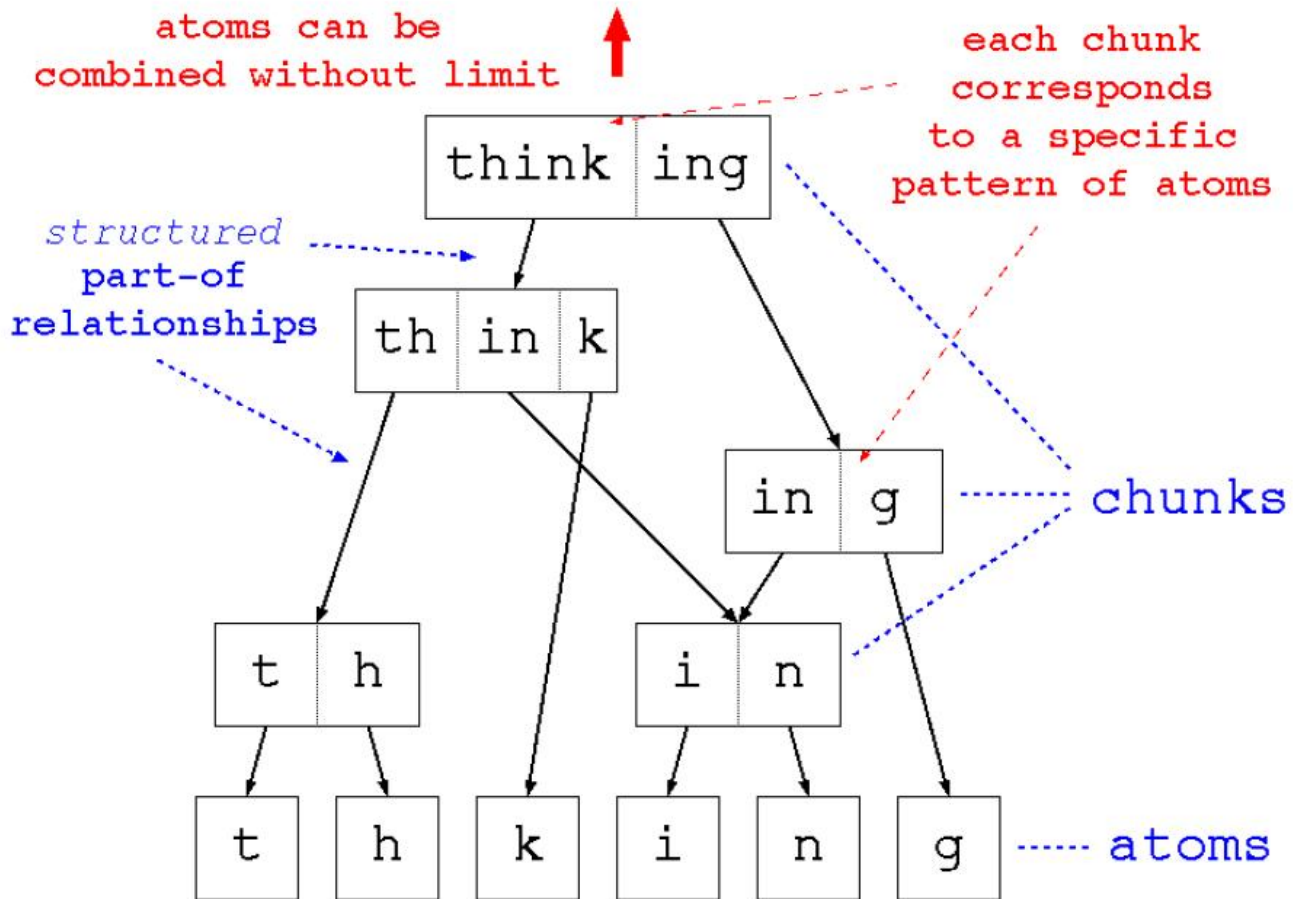 atoms can be
combined without limit
each chunk
corresponds
to a specific
pattern of atoms
think ing
structured
part-of
relationships
th in k
in g
chunks
t h
i n
t h k i n g
atoms